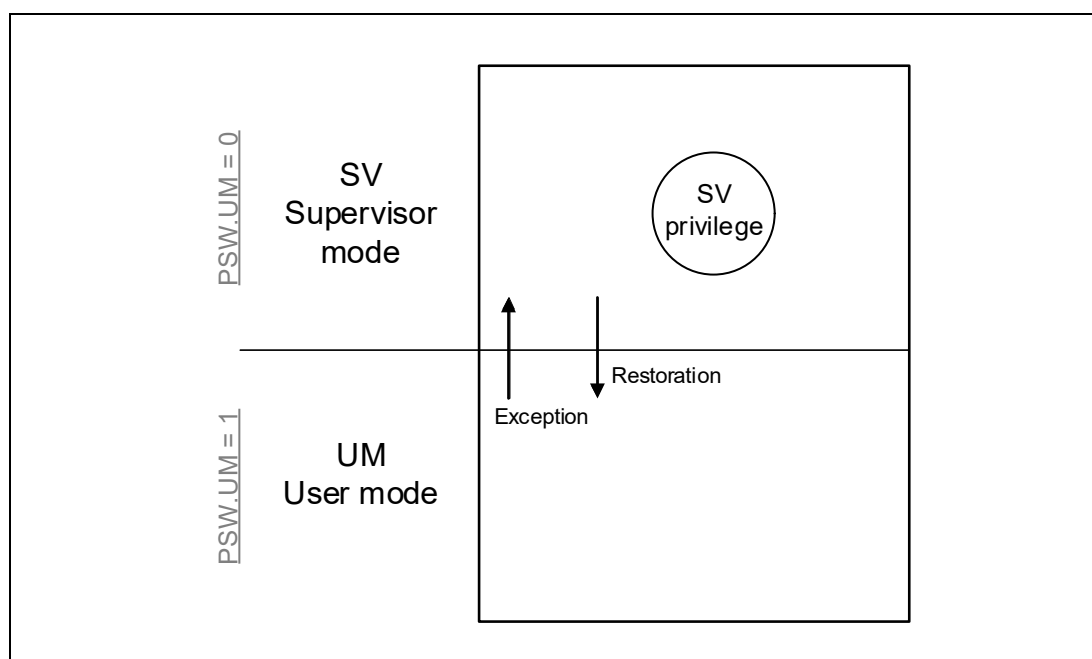 PSW.UM = 0
SV
Supervisor
mode
SV
privilege
Restoration
Exception
PSW.UM = 1
UM
User mode